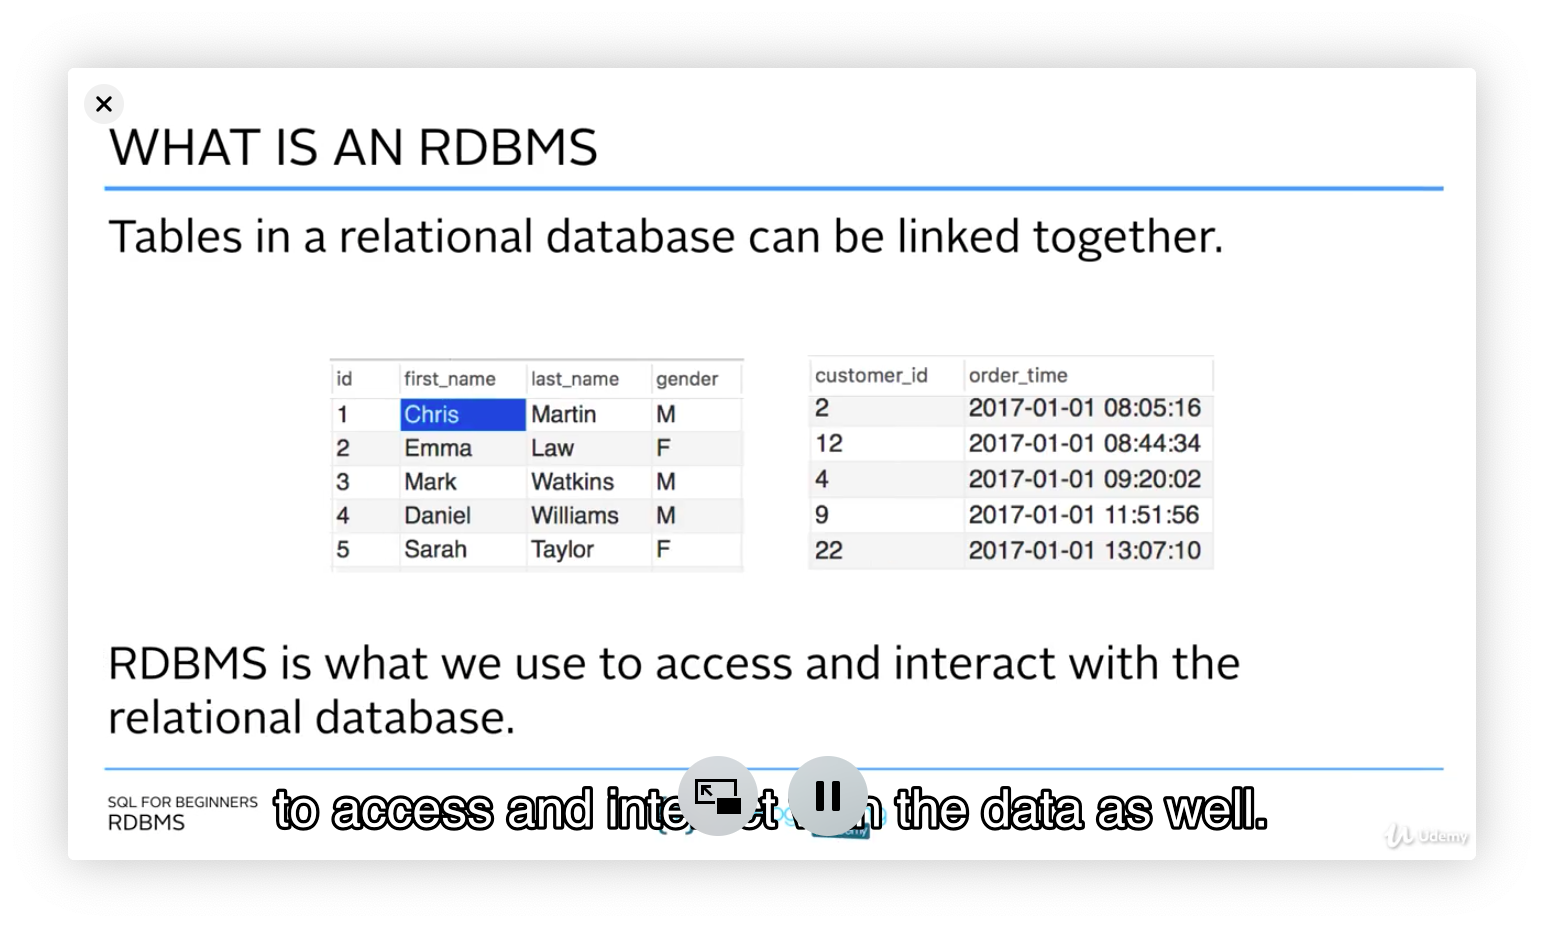 WHAT IS AN RDBMS
Tables in a relational database can be linked together.
id first_name last_name gender
1 Chris Martin M
2 Emma Law F
3 Mark Watkins M
4 Daniel Williams M
5 Sarah Taylor F
customer_id order_time
2 2017-01-01 08:05:16
12 2017-01-01 08:44:34
4 2017-01-01 09:20:02
9 2017-01-01 11:51:56
22 2017-01-01 13:07:10
RDBMS is what we use to access and interact with the
relational database.
SQL FOR BEGINNERS
RDBMS
to access and interact with the data as well.
Udemy